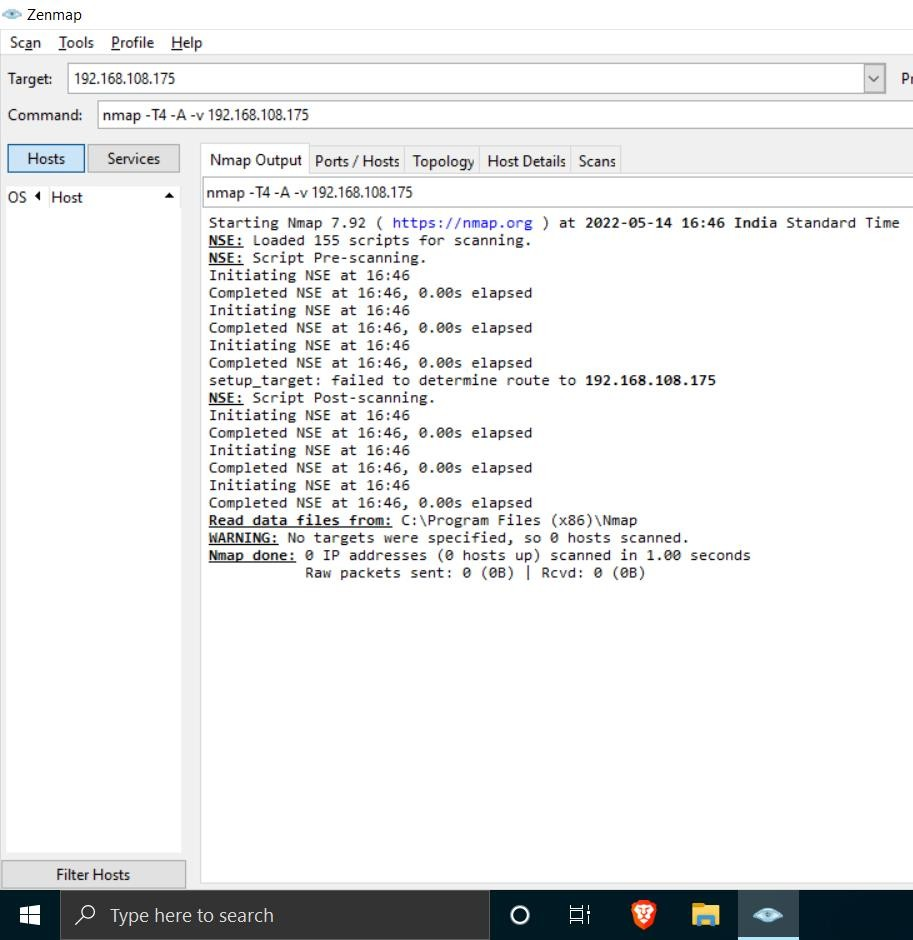 Zenmap
Scan Tools Profile Help
Target: 192.168.108.175 Pr
Command: nmap -T4 -A -v 192.168.108.175
Hosts Services
OS Host
Nmap Output Ports / Hosts Topology Host Details Scans
nmap -T4 -A -v 192.168.108.175
Starting Nmap 7.92 ( https://nmap.org ) at 2022-05-14 16:46 India Standard Time
NSE: Loaded 155 scripts for scanning.
NSE: Script Pre-scanning.
Initiating NSE at 16:46
Completed NSE at 16:46, 0.00s elapsed
Initiating NSE at 16:46
Completed NSE at 16:46, 0.00s elapsed
Initiating NSE at 16:46
Completed NSE at 16:46, 0.00s elapsed
setup_target: failed to determine route to 192.168.108.175
NSE: Script Post-scanning.
Initiating NSE at 16:46
Completed NSE at 16:46, 0.00s elapsed
Initiating NSE at 16:46
Completed NSE at 16:46, 0.00s elapsed
Initiating NSE at 16:46
Completed NSE at 16:46, 0.00s elapsed
Read data files from: C:\Program Files (x86)\Nmap
WARNING: No targets were specified, so 0 hosts scanned.
Nmap done: 0 IP addresses (0 hosts up) scanned in 1.00 seconds
Raw packets sent: 0 (0B) | Rcvd: 0 (0B)
Filter Hosts
Type here to search